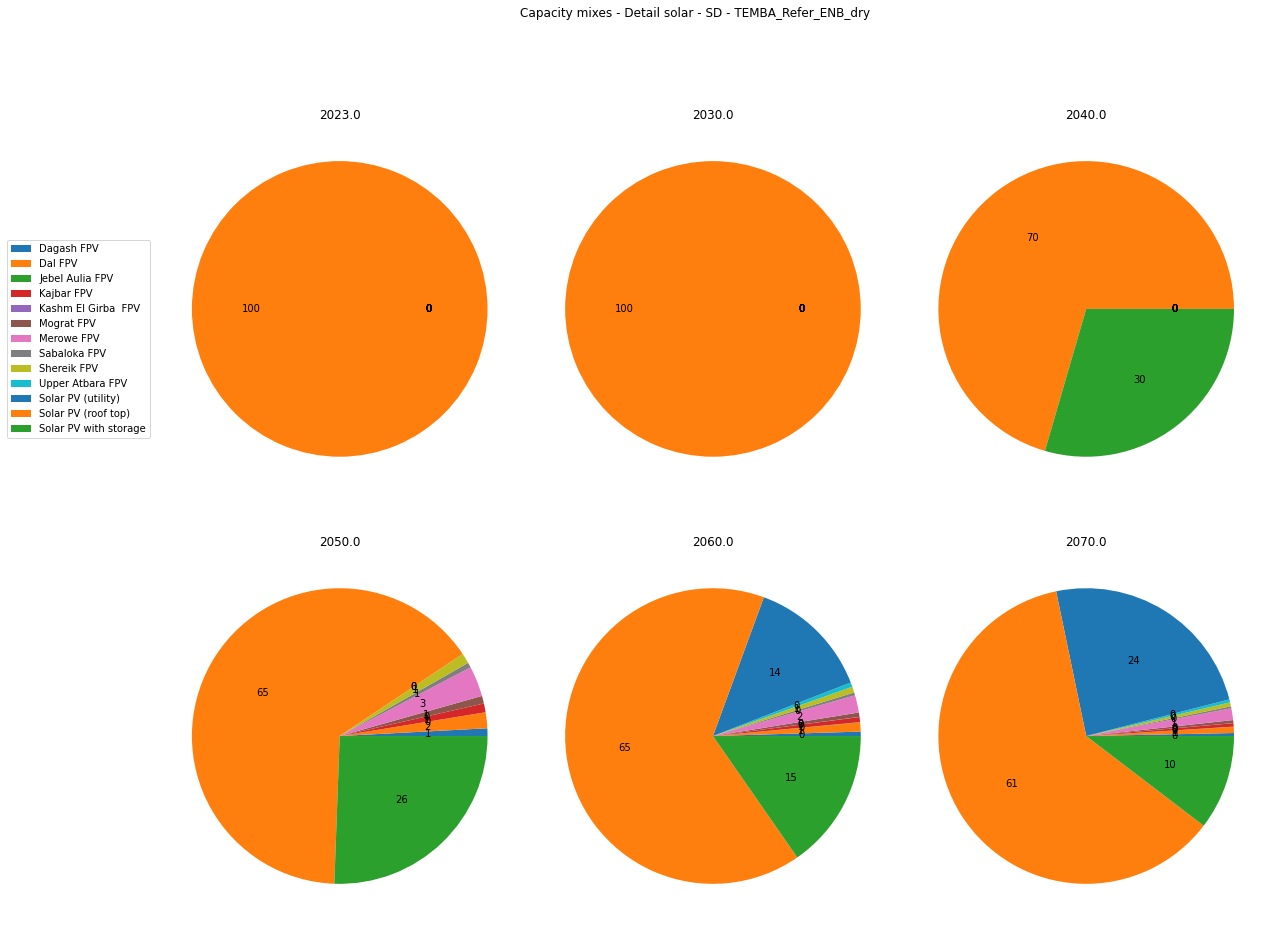 Capacity mixes - Detail solar - SD - TEMBA_Refer_ENB_dry
2023.0
2030.0
2040.0
100
0
100
0
70
0
30
Dagash FPV
Dal FPV
Jebel Aulia FPV
Kajbar FPV
Kashm El Girba  FPV
Mograt FPV
Merowe FPV
Sabaloka FPV
Shereik FPV
Upper Atbara FPV
Solar PV (utility)
Solar PV (roof top)
Solar PV with storage
2050.0
2060.0
2070.0
65
3
2
1
26
14
2
65
0
15
24
61
10